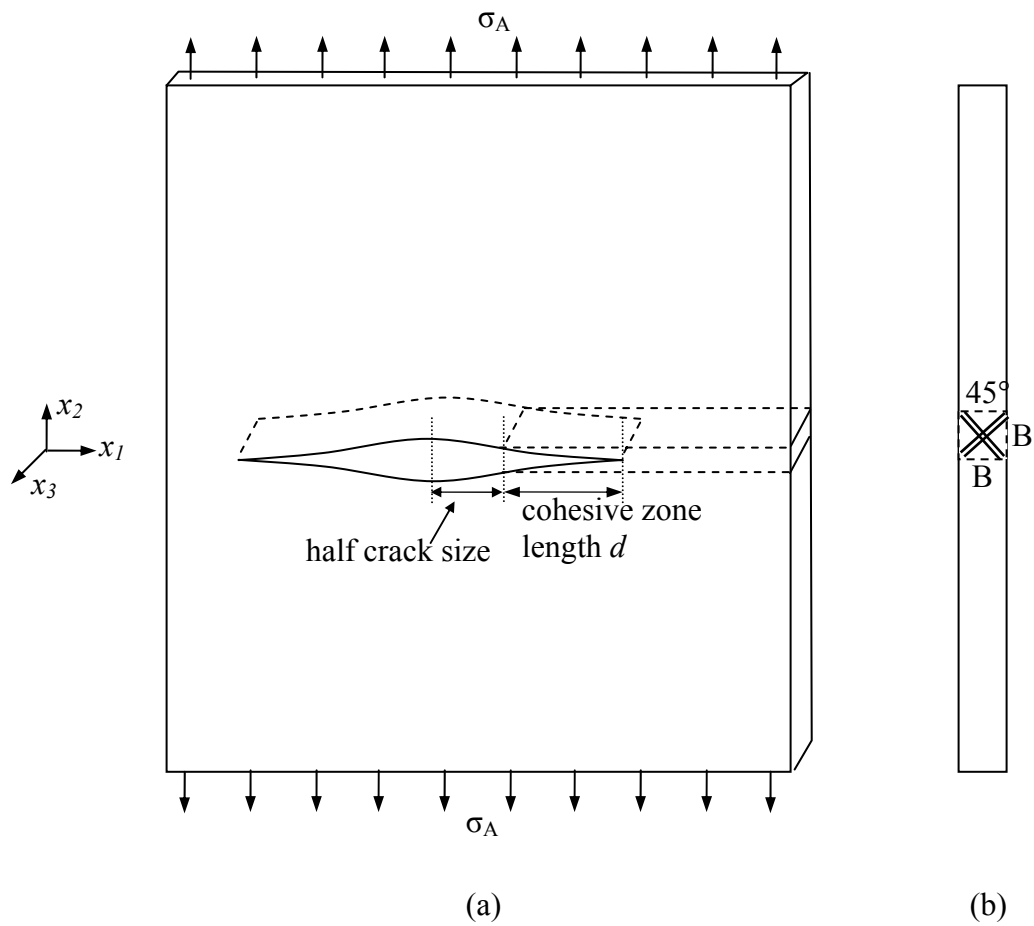 σA
45°
x2
x1
B
x3
B
cohesive zone
half crack size
length d
σA
(a)
(b)